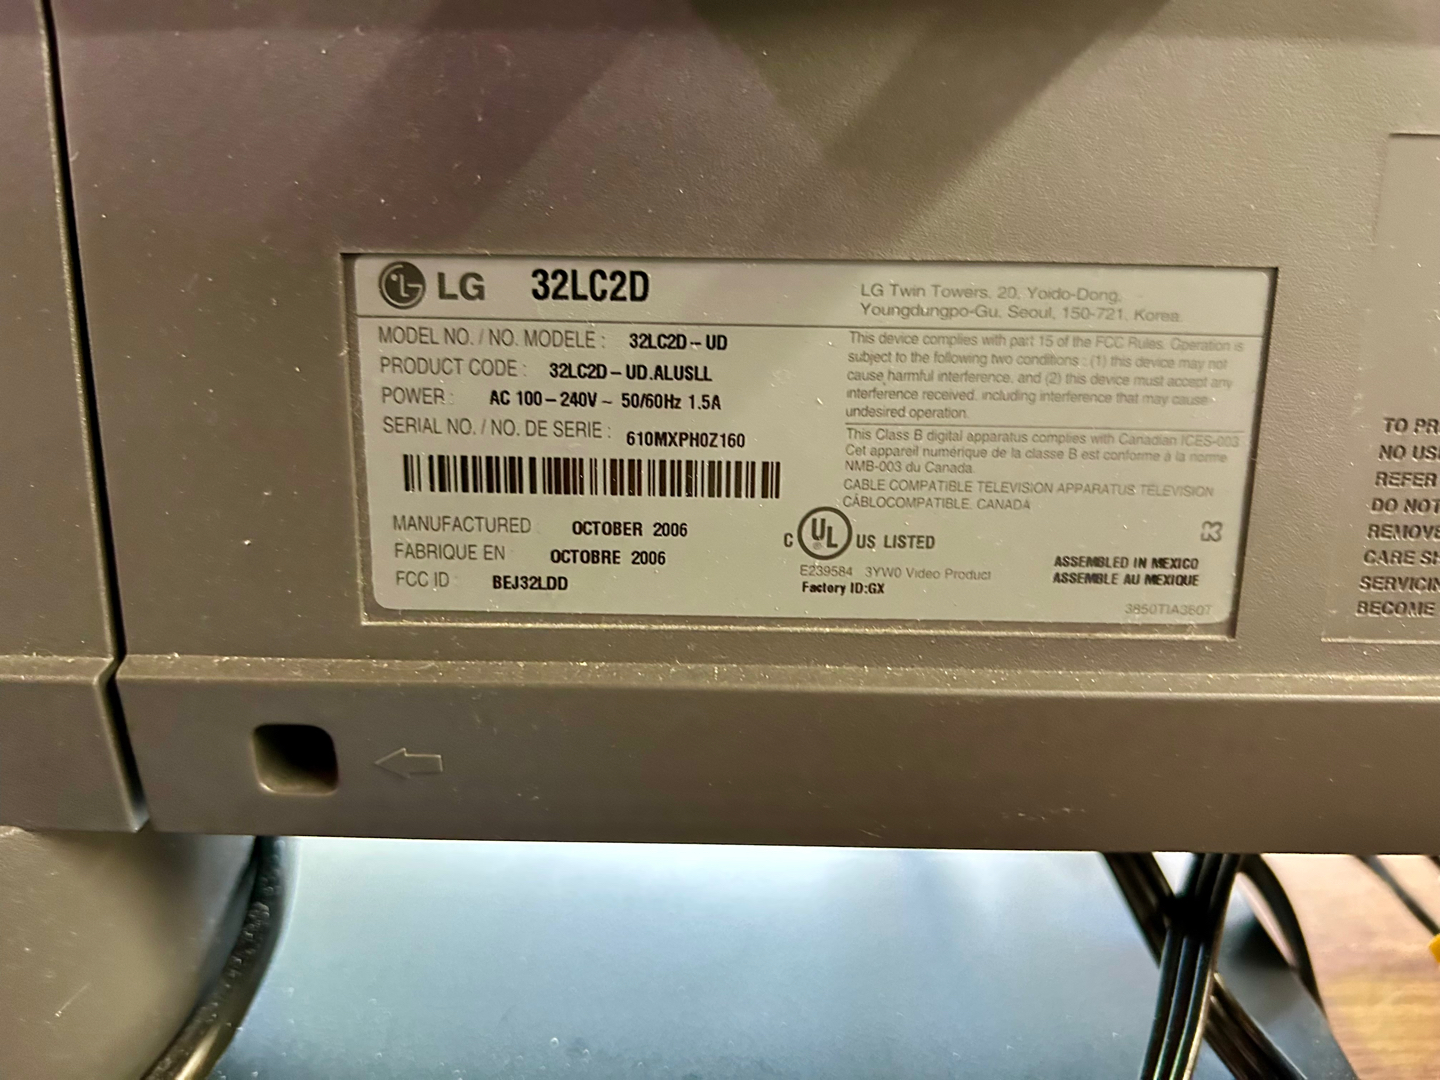 LG 32LC2D
LG Twin Towers, 20, Yoido-Dong,
Youngdungpo-Gu, Seoul, 150-721, Korea.
MODEL NO. / NO. MODELE : 32LC2D-UD
PRODUCT CODE : 32LC2D-UD.ALUSLL
POWER : AC 100-240V ~ 50/60Hz 1.5A
SERIAL NO. / NO. DE SERIE : 610MXPH0Z160
MANUFACTURED OCTOBER 2006
FABRIQUE EN OCTOBRE 2006
FCC ID : BEJ32LDD
This device complies with part 15 of the FCC Rules. Operation is
subject to the following two conditions : (1) this device may not
cause harmful interference, and (2) this device must accept any
interference received, including interference that may cause
undesired operation.
This Class B digital apparatus complies with Canadian ICES-003
Cet appareil numérique de la classe B est conforme à la norme
NMB-003 du Canada.
CABLE COMPATIBLE TELEVISION APPARATUS TELEVISION
CÂBLOCOMPATIBLE, CANADA
C UL US LISTED
E239584 3YW0 Video Product
Factory ID:GX
ASSEMBLED IN MEXICO
ASSEMBLE AU MEXIQUE
3850TIA360T
TO PR
NO US
REFER
DO NOT
REMOVE
CARE SH
SERVICIN
BECOME